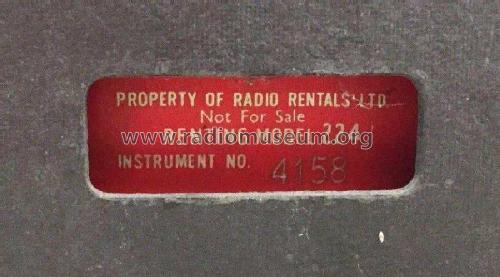 PROPERTY OF RADIO RENTALS LTD.
Not For Sale
RENTING MODEL 224
www.radiomuseum.org
INSTRUMENT NO. 4158